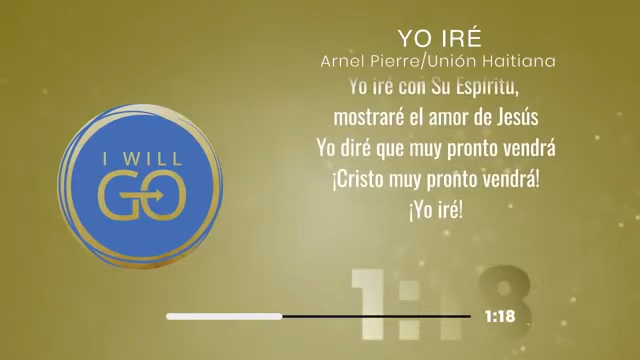 YO IRÉ
Arnel Pierre/Unión Haitiana
Yo iré con Su Espíritu,
mostraré el amor de Jesús
Yo diré que muy pronto vendrá
¡Cristo muy pronto vendrá!
¡Yo iré!
I WILL
GO
1:18
1:18